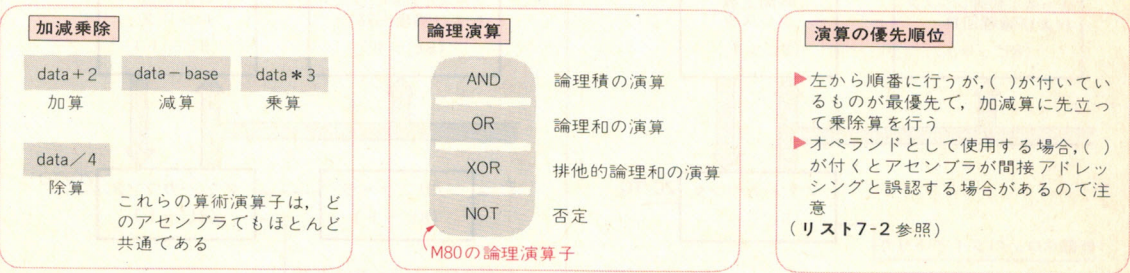 加減乗除
data+2 data-base data*3
加算 減算 乗算
data/4
除算
これらの算術演算子は，ど
のアセンブラでもほとんど
共通である
論理演算
AND 論理積の演算
OR 論理和の演算
XOR 排他的論理和の演算
NOT 否定
M80の論理演算子
演算の優先順位
▶左から順番に行うが，( )が付いてい
るものが最優先で，加減算に先立っ
て乗除算を行う
▶オペランドとして使用する場合，( )
が付くとアセンブラが間接アドレッ
シングと誤認する場合があるので注
意
(リスト7-2参照)